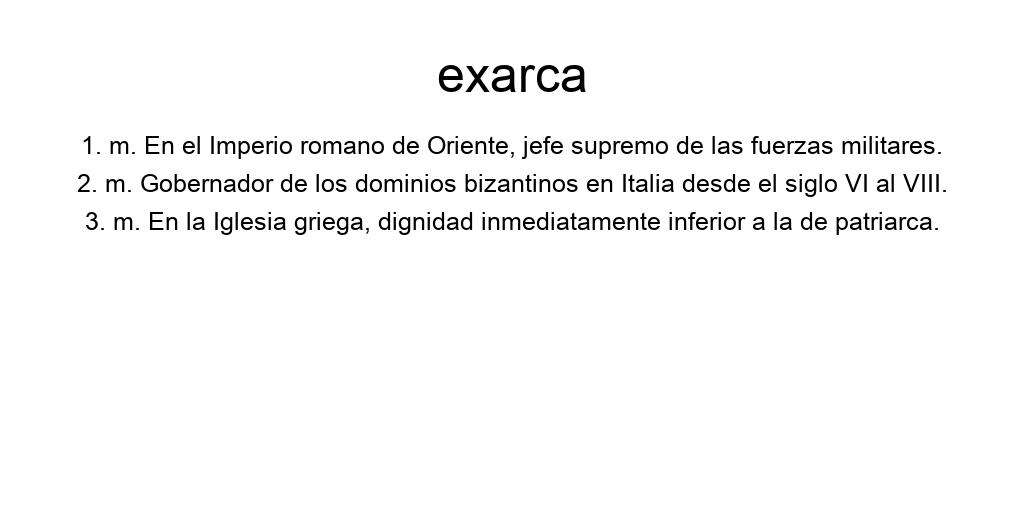 exarca
1. m. En el Imperio romano de Oriente, jefe supremo de las fuerzas militares.
2. m. Gobernador de los dominios bizantinos en Italia desde el siglo VI al VIII.
3. m. En la Iglesia griega, dignidad inmediatamente inferior a la de patriarca.